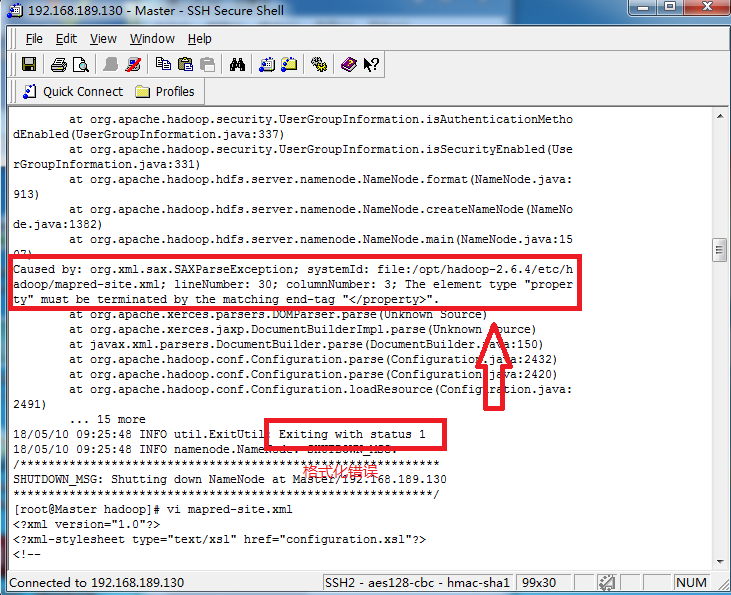 192.168.189.130 - Master - SSH Secure Shell
File Edit View Window Help
Quick Connect Profiles
at org.apache.hadoop.security.UserGroupInformation.isAuthenticationMetho
dEnabled(UserGroupInformation.java:337)
at org.apache.hadoop.security.UserGroupInformation.isSecurityEnabled(Use
rGroupInformation.java:331)
at org.apache.hadoop.hdfs.server.namenode.NameNode.format(NameNode.java:
913)
at org.apache.hadoop.hdfs.server.namenode.NameNode.createNameNode(NameNo
de.java:1382)
at org.apache.hadoop.hdfs.server.namenode.NameNode.main(NameNode.java:15
07)
Caused by: org.xml.sax.SAXParseException; systemId: file:/opt/hadoop-2.6.4/etc/h
adoop/mapred-site.xml; lineNumber: 30; columnNumber: 3; The element type "proper
ty" must be terminated by the matching end-tag "</property>".
at org.apache.xerces.parsers.DOMParser.parse(Unknown Source)
at org.apache.xerces.jaxp.DocumentBuilderImpl.parse(Unknown Source)
at javax.xml.parsers.DocumentBuilder.parse(DocumentBuilder.java:150)
at org.apache.hadoop.conf.Configuration.parse(Configuration.java:2432)
at org.apache.hadoop.conf.Configuration.parse(Configuration.java:2420)
at org.apache.hadoop.conf.Configuration.loadResource(Configuration.java:
2491)
... 15 more
18/05/10 09:25:48 INFO util.ExitUtil: Exiting with status 1
18/05/10 09:25:48 INFO namenode.NameNode: SHUTDOWN_MSG:
/************************************************************
格式化错误
SHUTDOWN_MSG: Shutting down NameNode at Master/192.168.189.130
************************************************************/
[root@Master hadoop]# vi mapred-site.xml
<?xml version="1.0"?>
<?xml-stylesheet type="text/xsl" href="configuration.xsl"?>
<!--
Connected to 192.168.189.130 SSH2 - aes128-cbc - hmac-sha1 99x30 NUM